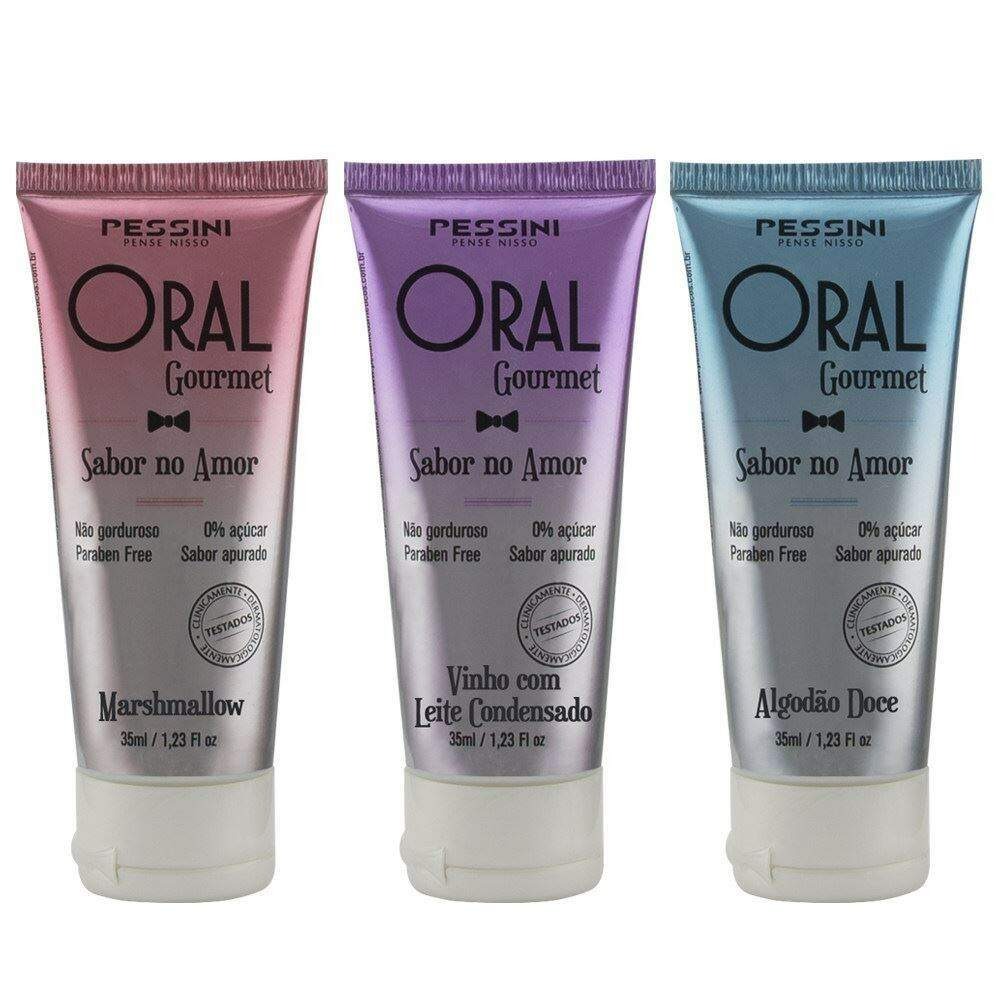 PESSINI
PENSE NISSO
ORAL
Gourmet
Sabor no Amor
Não gorduroso 0% açúcar
Paraben Free Sabor apurado
CLINICAMENTE · DERMATOLOGICAMENTE
TESTADOS
Marshmallow
35ml / 1,23 Fl oz
PESSINI
PENSE NISSO
ORAL
Gourmet
Sabor no Amor
Não gorduroso 0% açúcar
Paraben Free Sabor apurado
CLINICAMENTE · DERMATOLOGICAMENTE
TESTADOS
Vinho com
Leite Condensado
35ml / 1,23 Fl oz
PESSINI
PENSE NISSO
ORAL
Gourmet
Sabor no Amor
Não gorduroso 0% açúcar
Paraben Free Sabor apurado
CLINICAMENTE · DERMATOLOGICAMENTE
TESTADOS
Algodão Doce
35ml / 1,23 Fl oz